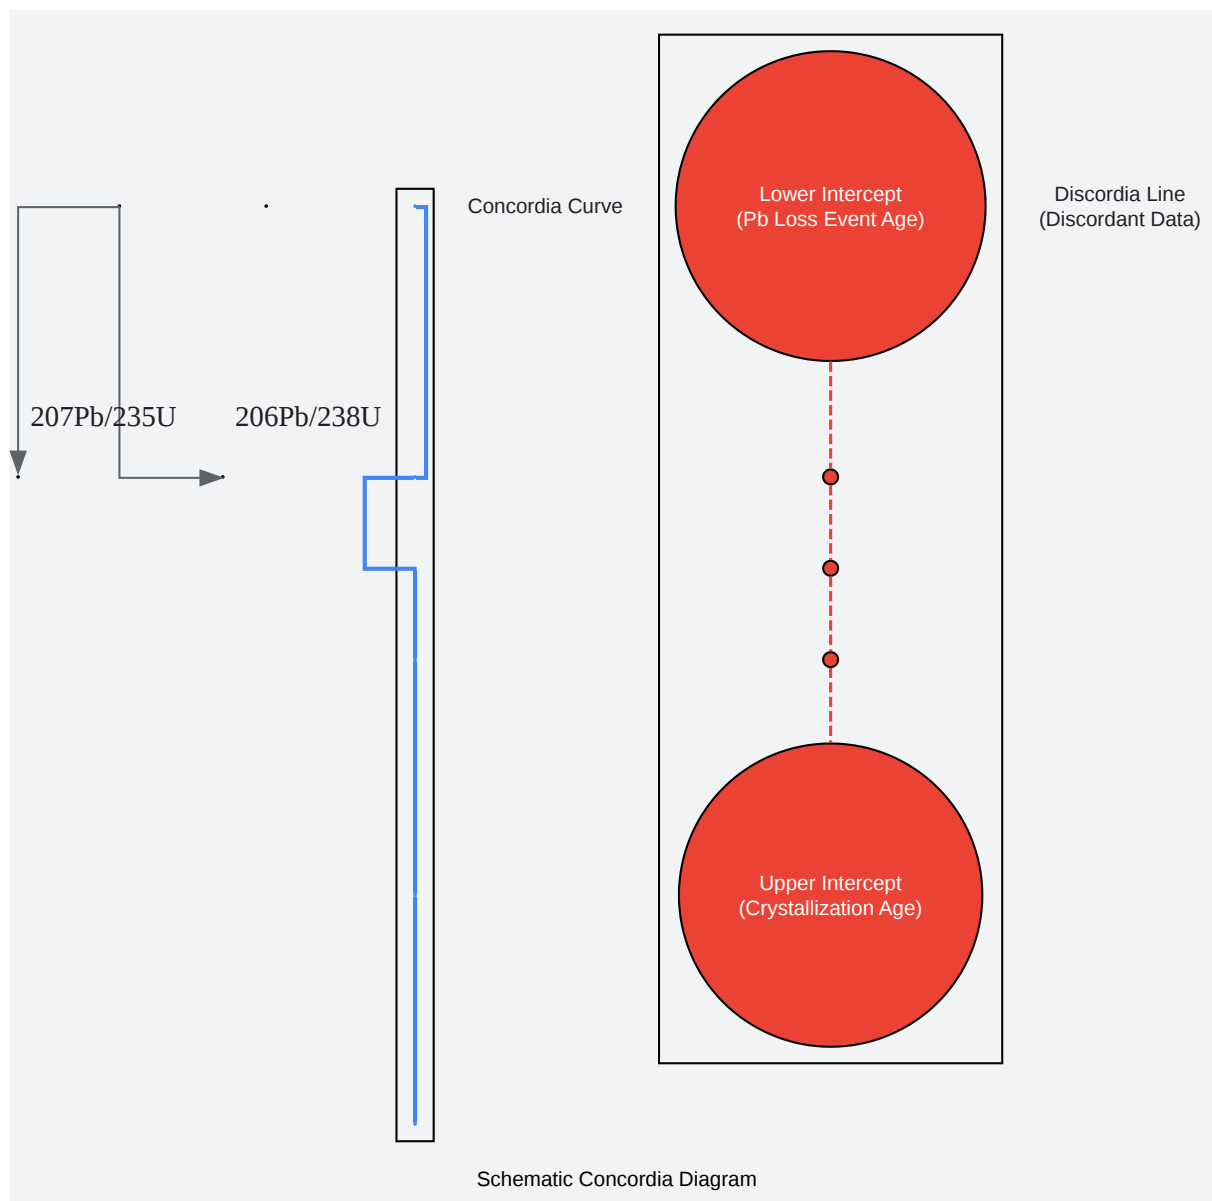 Concordia Curve
Lower Intercept
(Pb Loss Event Age)
Discordia Line
(Discordant Data)
207Pb/235U
206Pb/238U
Upper Intercept
(Crystallization Age)
Schematic Concordia Diagram